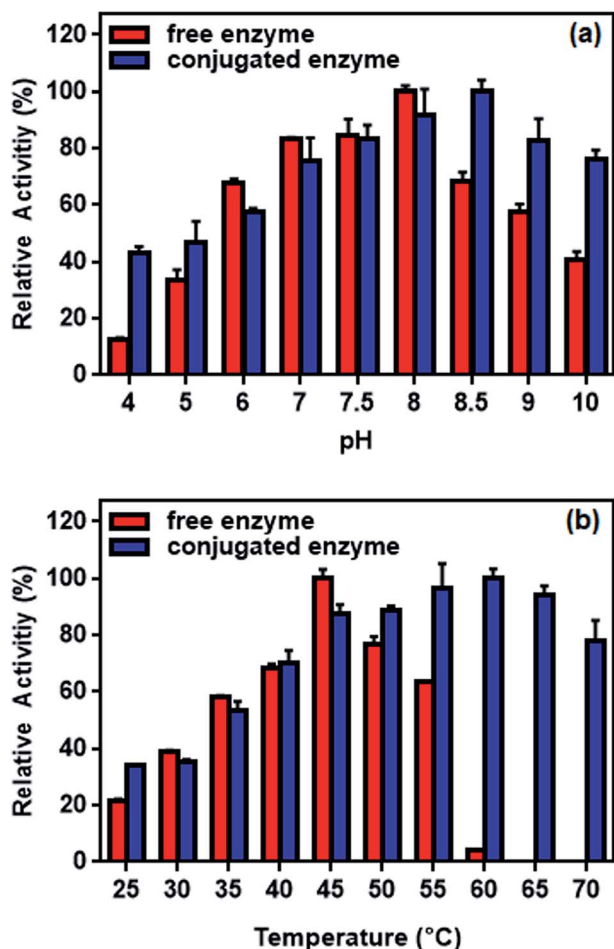 (a)
free enzyme
conjugated enzyme
Relative Activitiy (%)
120
100
80
60
40
20
0
4 5 6 7 7.5 8 8.5 9 10
pH
(b)
free enzyme
conjugated enzyme
Relative Activitiy (%)
120
100
80
60
40
20
0
25 30 35 40 45 50 55 60 65 70
Temperature (°C)